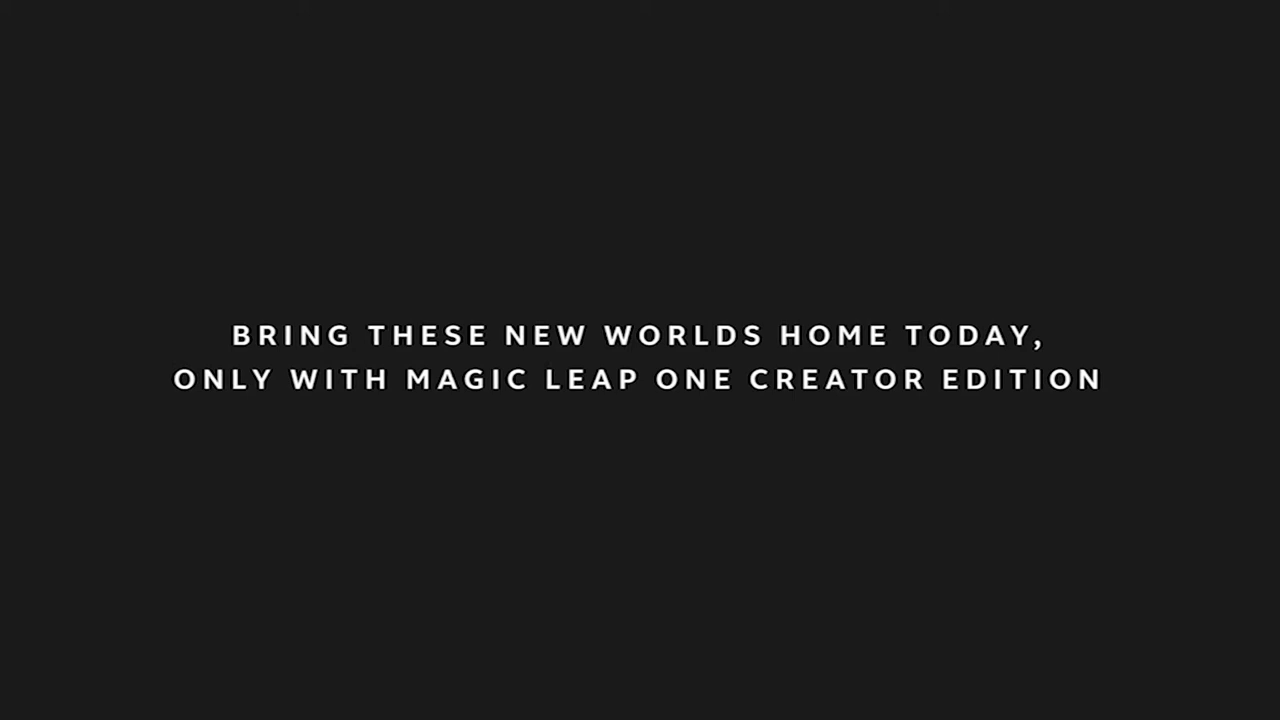 BRING THESE NEW WORLDS HOME TODAY,
ONLY WITH MAGIC LEAP ONE CREATOR EDITION